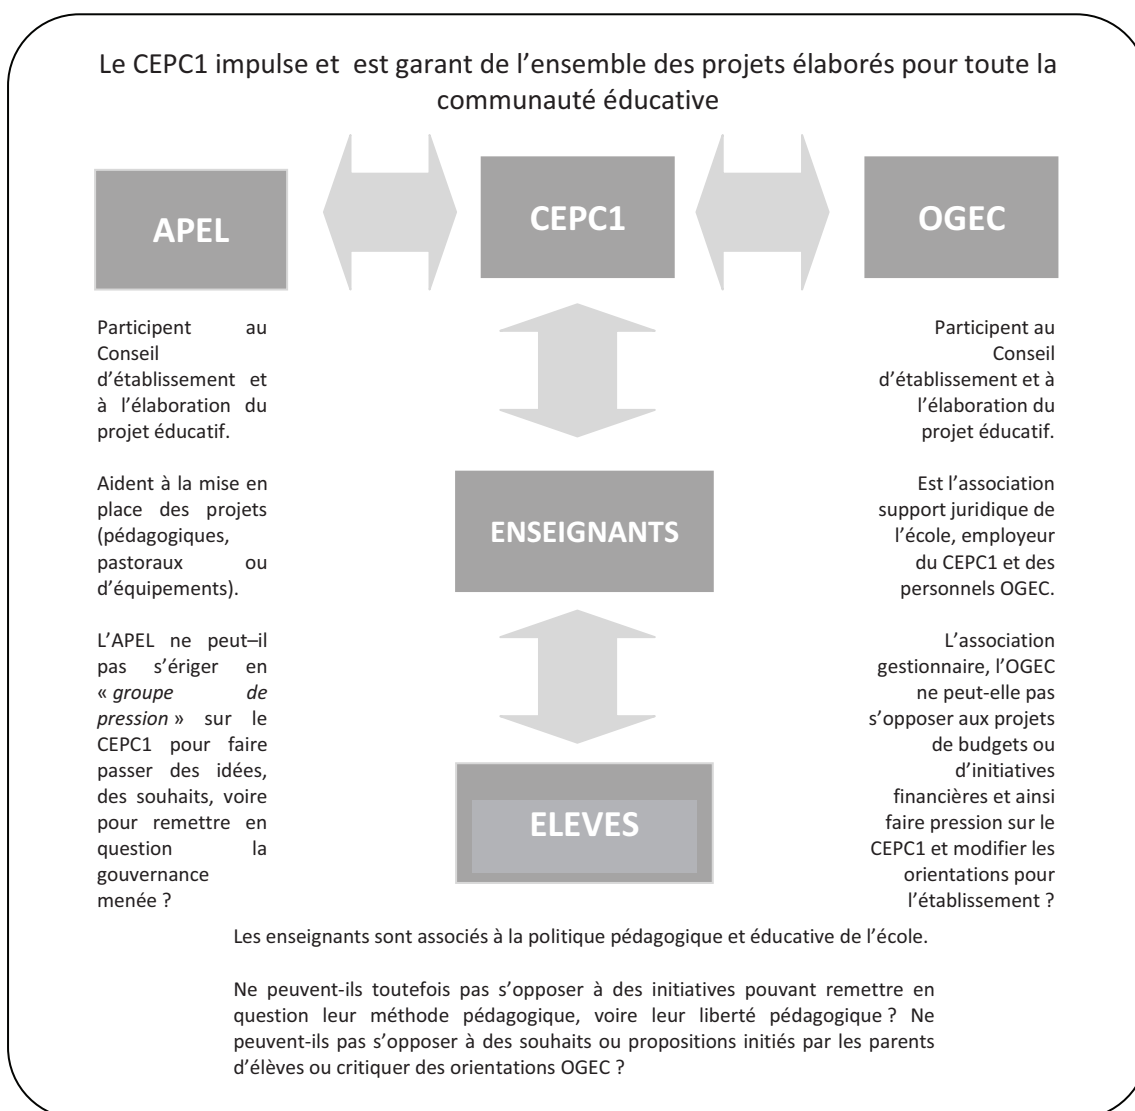 Le CEPC1 impulse et est garant de l’ensemble des projets élaborés pour toute la
communauté éducative
APEL
CEPC1
OGEC
Participent au
Conseil
d’établissement et
à l’élaboration du
projet éducatif.
Aident à la mise en
place des projets
(pédagogiques,
pastoraux ou
d’équipements).
L’APEL ne peut–il
pas s’ériger en
« groupe de
pression » sur le
CEPC1 pour faire
passer des idées,
des souhaits, voire
pour remettre en
question la
gouvernance
menée ?
ENSEIGNANTS
ELEVES
Participent au
Conseil
d’établissement et à
l’élaboration du
projet éducatif.
Est l’association
support juridique de
l’école, employeur
du CEPC1 et des
personnels OGEC.
L’association
gestionnaire, l’OGEC
ne peut-elle pas
s’opposer aux projets
de budgets ou
d’initiatives
financières et ainsi
faire pression sur le
CEPC1 et modifier les
orientations pour
l’établissement ?
Les enseignants sont associés à la politique pédagogique et éducative de l’école.
Ne peuvent-ils toutefois pas s’opposer à des initiatives pouvant remettre en
question leur méthode pédagogique, voire leur liberté pédagogique ? Ne
peuvent-ils pas s’opposer à des souhaits ou propositions initiés par les parents
d’élèves ou critiquer des orientations OGEC ?